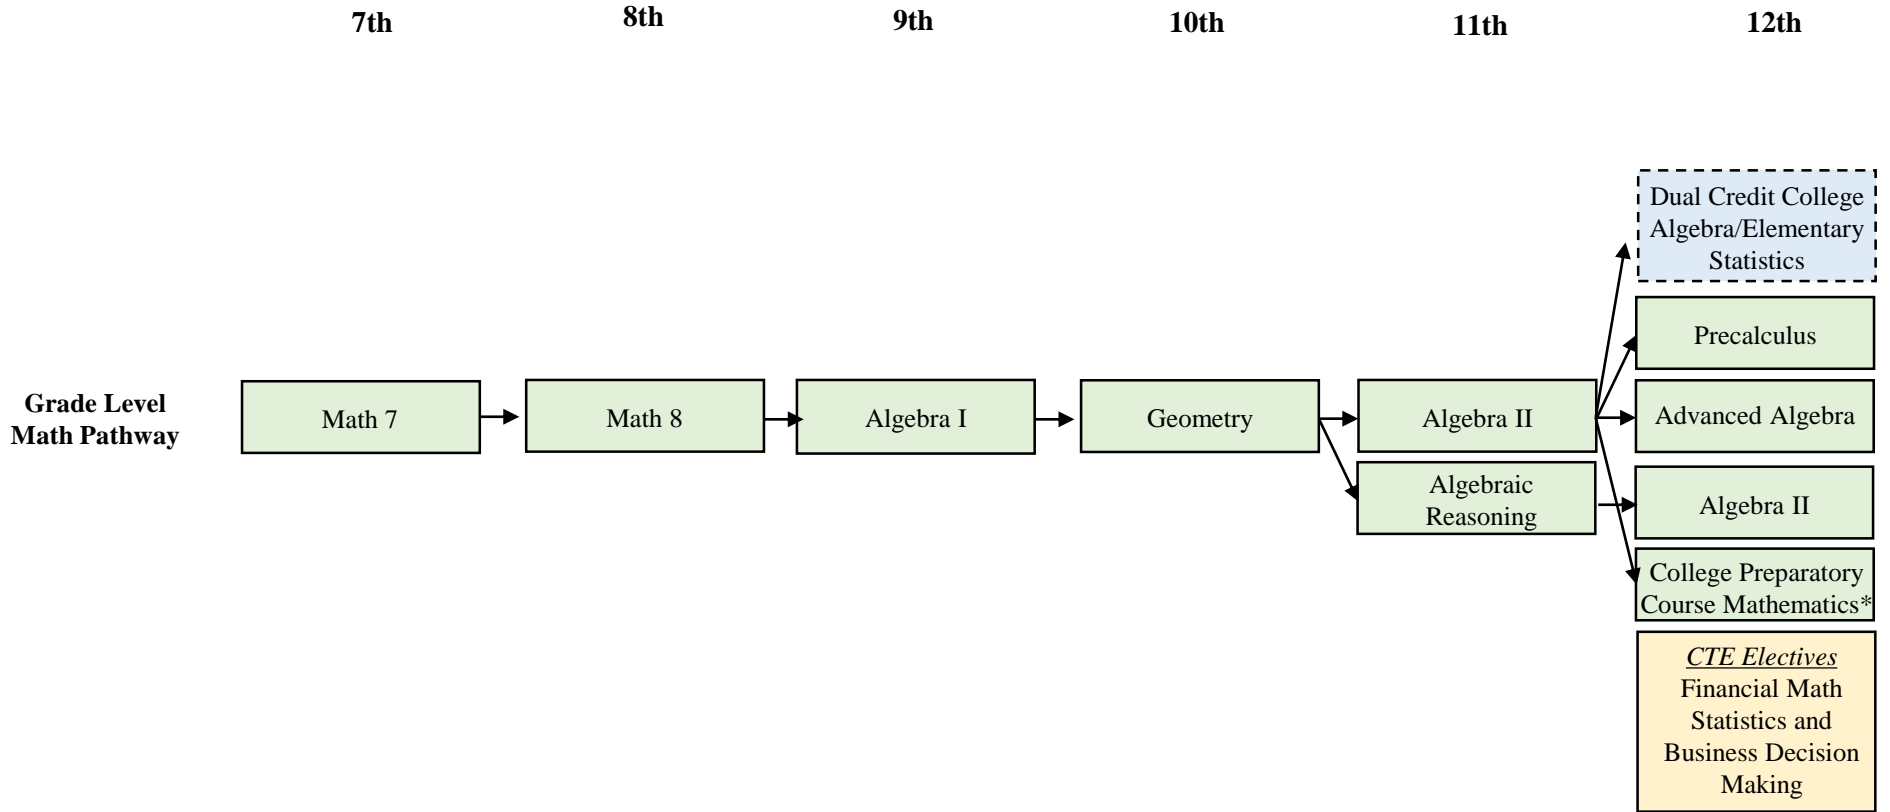 7th
8th
9th
10th
11th
12th
Grade Level
Math Pathway
Math 7
Math 8
Algebra I
Geometry
Algebra II
Algebraic
Reasoning
Dual Credit College
Algebra/Elementary
Statistics
Precalculus
Advanced Algebra
Algebra II
College Preparatory
Course Mathematics*
CTE Electives
Financial Math
Statistics and
Business Decision
Making